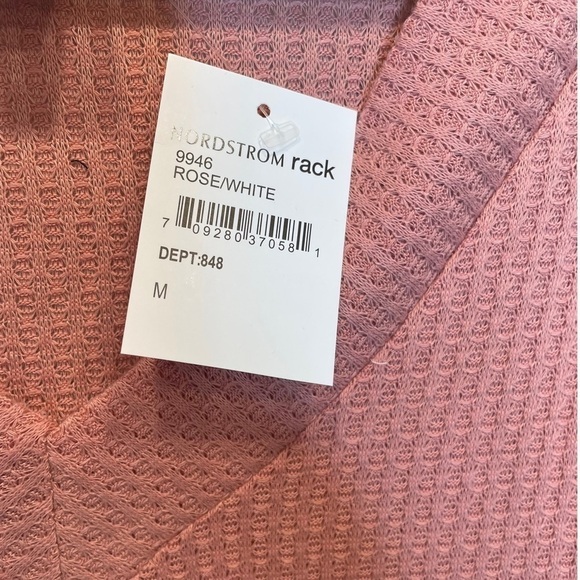 NORDSTROM rack
9946
ROSE/WHITE
7 09280 37058 1
DEPT:848
M